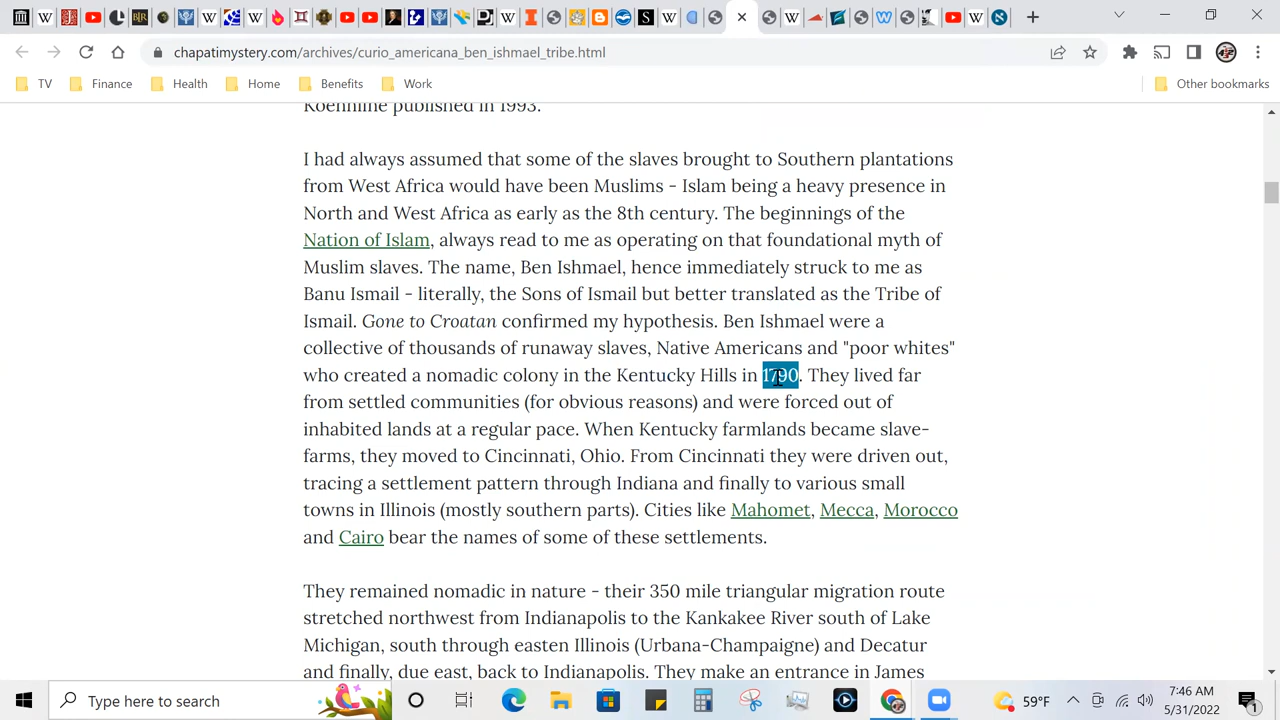 chapatimystery.com/archives/curio_americana_ben_ishmael_tribe.html
TV Finance Health Home Benefits Work Other bookmarks
Koehnline published in 1993.
I had always assumed that some of the slaves brought to Southern plantations
from West Africa would have been Muslims - Islam being a heavy presence in
North and West Africa as early as the 8th century. The beginnings of the
Nation of Islam, always read to me as operating on that foundational myth of
Muslim slaves. The name, Ben Ishmael, hence immediately struck to me as
Banu Ismail - literally, the Sons of Ismail but better translated as the Tribe of
Ismail. Gone to Croatan confirmed my hypothesis. Ben Ishmael were a
collective of thousands of runaway slaves, Native Americans and "poor whites"
who created a nomadic colony in the Kentucky Hills in 1790. They lived far
from settled communities (for obvious reasons) and were forced out of
inhabited lands at a regular pace. When Kentucky farmlands became slave-
farms, they moved to Cincinnati, Ohio. From Cincinnati they were driven out,
tracing a settlement pattern through Indiana and finally to various small
towns in Illinois (mostly southern parts). Cities like Mahomet, Mecca, Morocco
and Cairo bear the names of some of these settlements.
They remained nomadic in nature - their 350 mile triangular migration route
stretched northwest from Indianapolis to the Kankakee River south of Lake
Michigan, south through easten Illinois (Urbana-Champaigne) and Decatur
and finally, due east, back to Indianapolis. They make an entrance in James
Type here to search
59°F
7:46 AM
5/31/2022